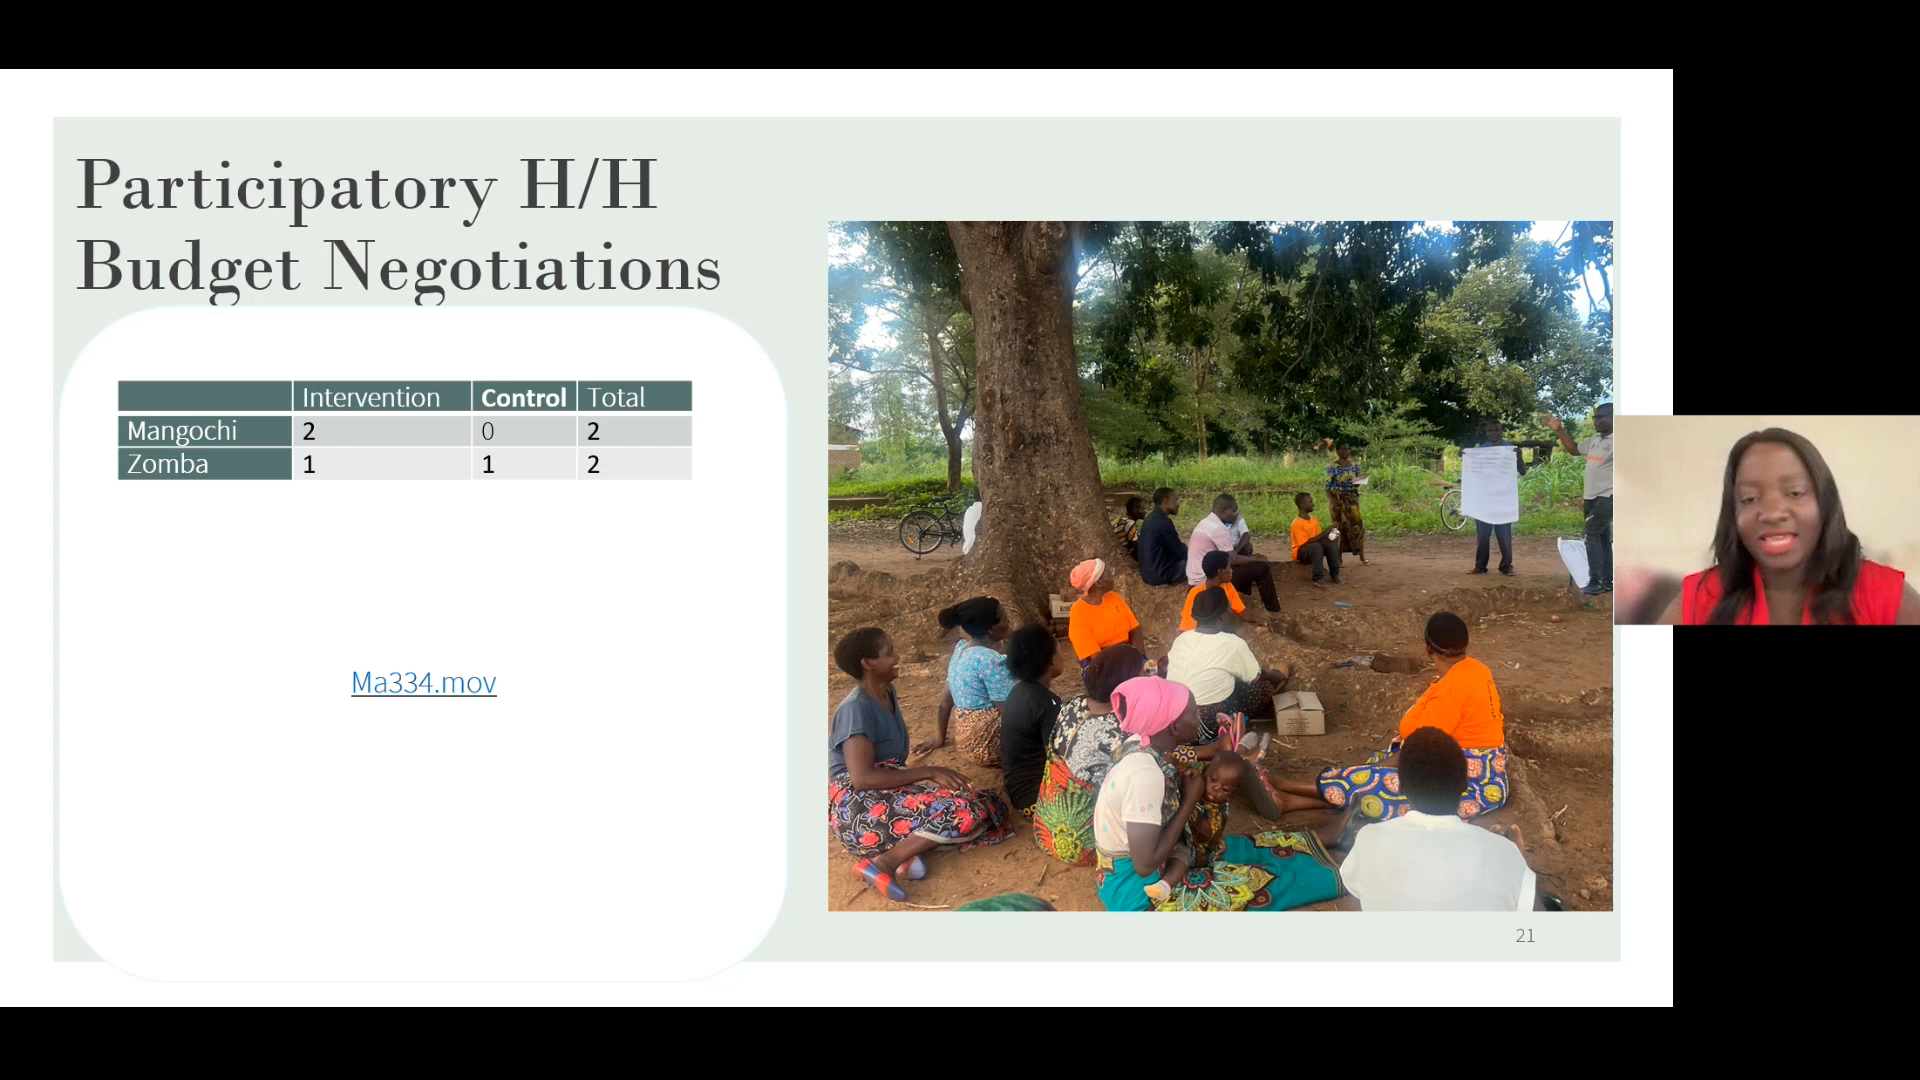 Participatory H/H
Budget Negotiations
Intervention Control Total
Mangochi 2 0 2
Zomba 1 1 2
Ma334.mov
21